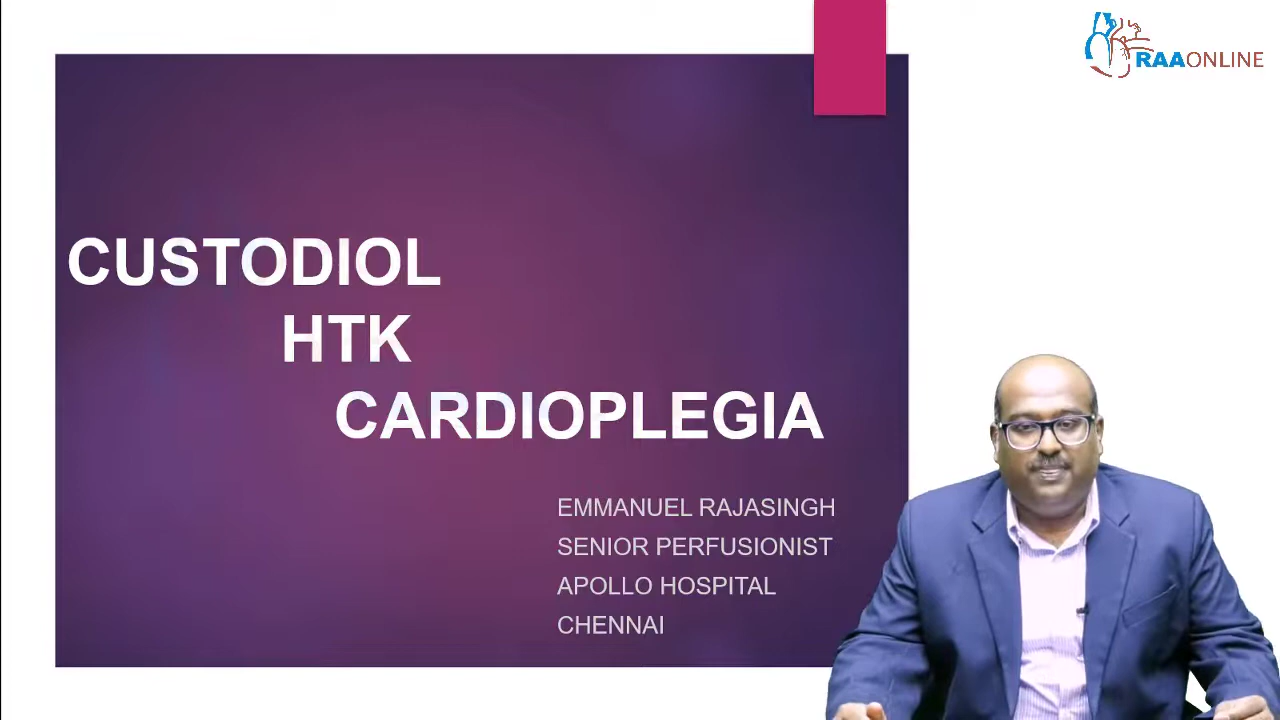 RAAONLINE
CUSTODIOL
HTK
CARDIOPLEGIA
EMMANUEL RAJASINGH
SENIOR PERFUSIONIST
APOLLO HOSPITAL
CHENNAI